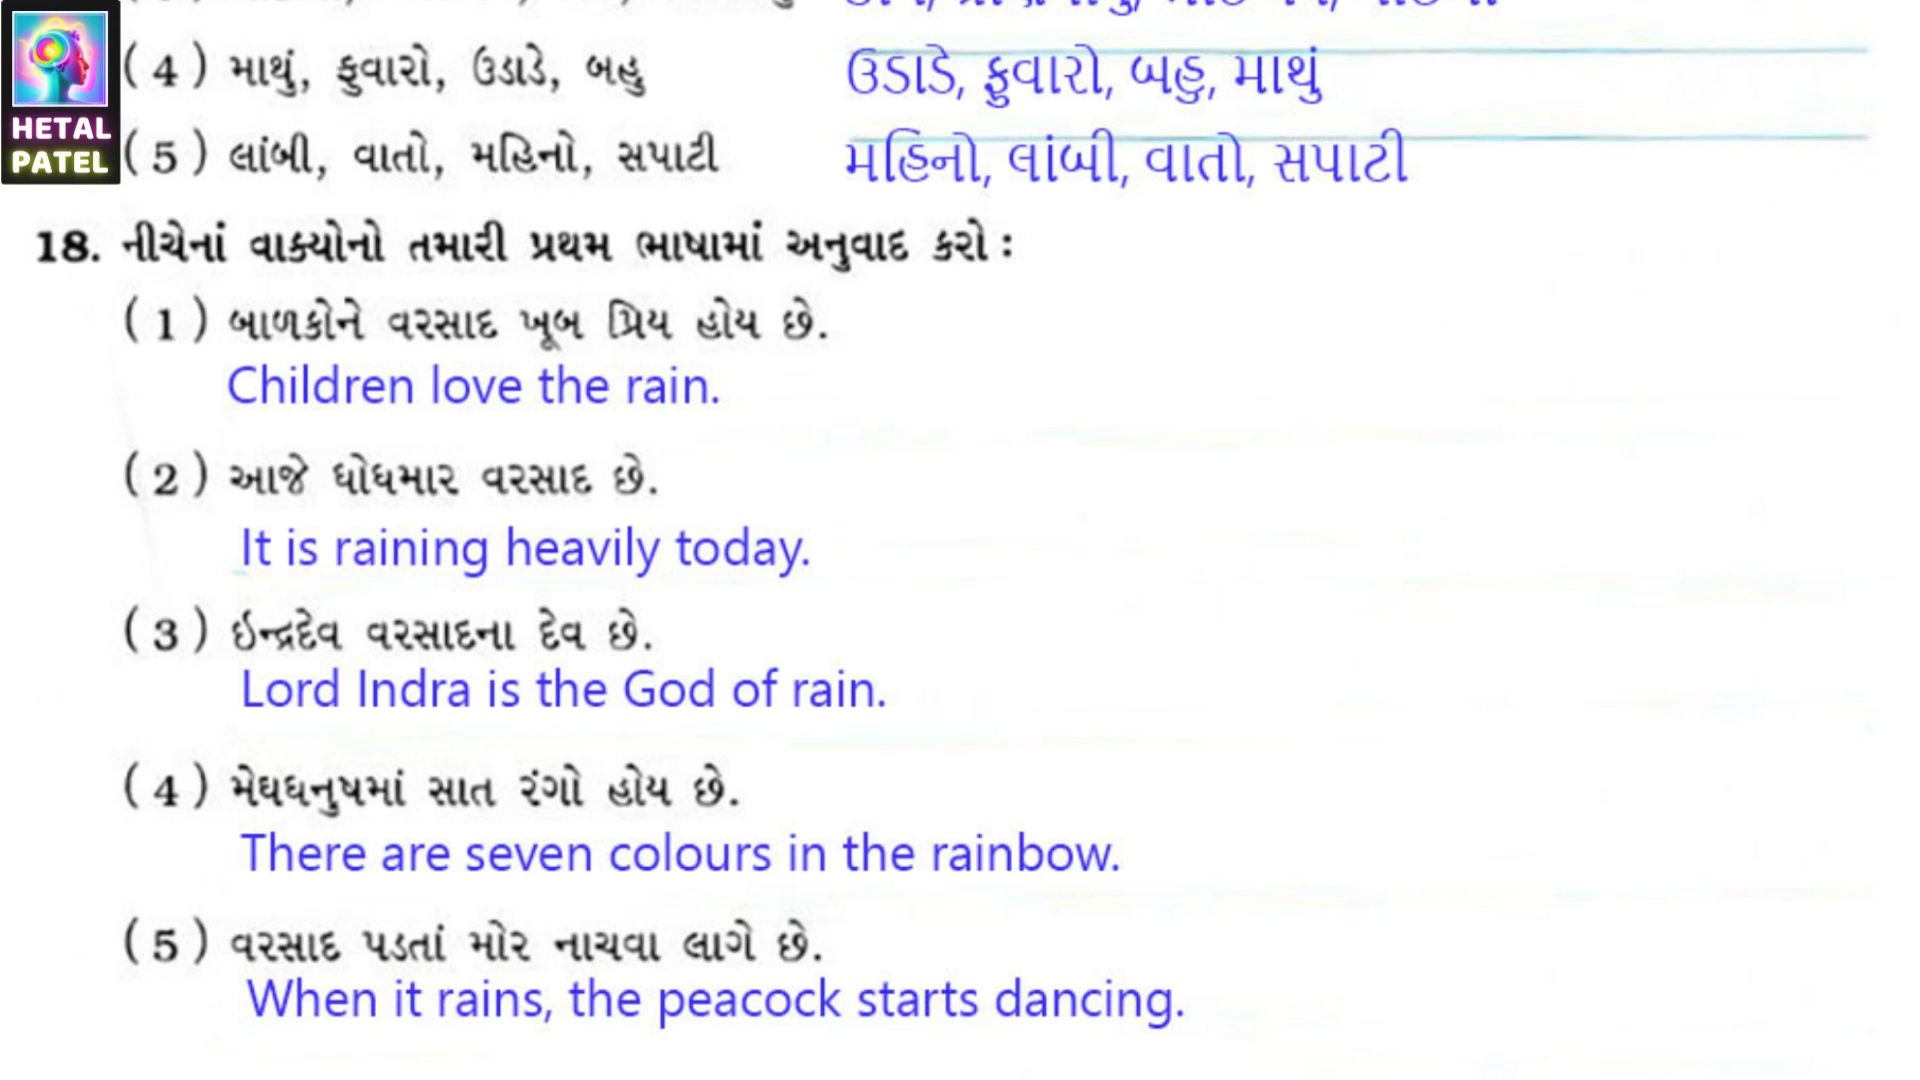 HETAL
PATEL
(4) માથું, ફુવારો, ઉડાડે, બહુ ઉડાડે, ફુવારો, બહુ, માથું
(5) લાંબી, વાતો, મહિનો, સપાટી મહિનો, લાંબી, વાતો, સપાટી
18. નીચેનાં વાક્યોનો તમારી પ્રથમ ભાષામાં અનુવાદ કરો :
(1) બાળકોને વરસાદ ખૂબ પ્રિય હોય છે.
Children love the rain.
(2) આજે ધોધમાર વરસાદ છે.
It is raining heavily today.
(3) ઇન્દ્રદેવ વરસાદના દેવ છે.
Lord Indra is the God of rain.
(4) મેઘધનુષમાં સાત રંગો હોય છે.
There are seven colours in the rainbow.
(5) વરસાદ પડતાં મોર નાચવા લાગે છે.
When it rains, the peacock starts dancing.